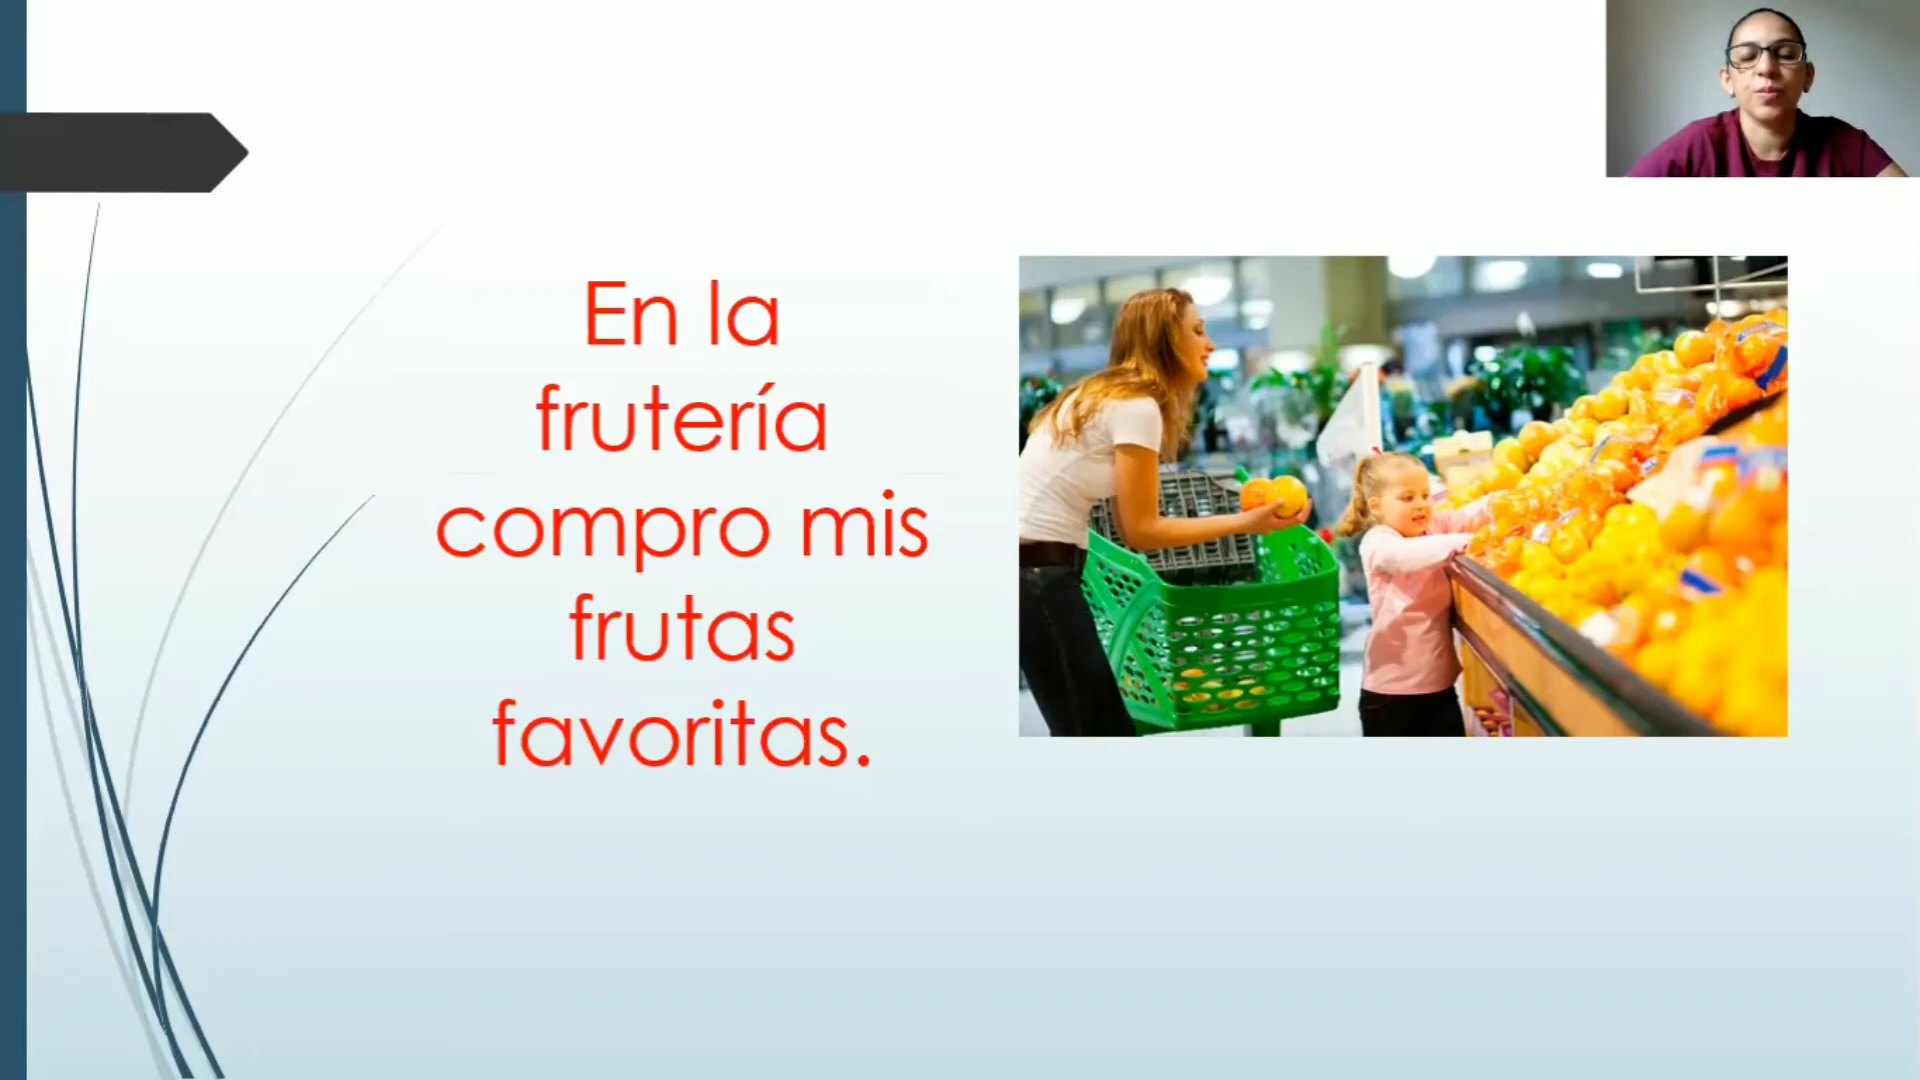 En la
frutería
compro mis
frutas
favoritas.